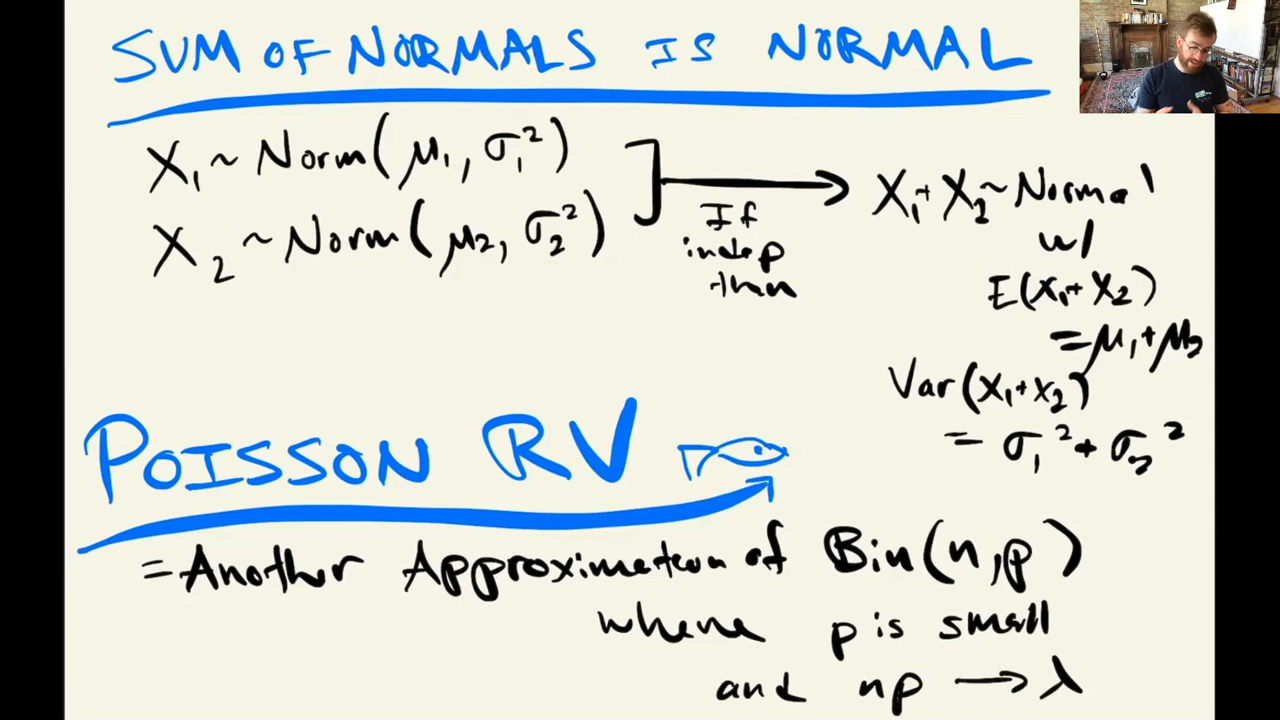 SUM OF NORMALS IS NORMAL
X₁ ~ Norm(μ₁, σ₁²)
X₂ ~ Norm(μ₂, σ₂²)
If
indep
then
X₁+X₂~Normal
w/
E(X₁+X₂)
=μ₁+μ₂
Var(X₁+X₂)
= σ₁²+σ₂²
POISSON RV
= Another Approximation of Bin(n,p)
where p is small
and np → λ